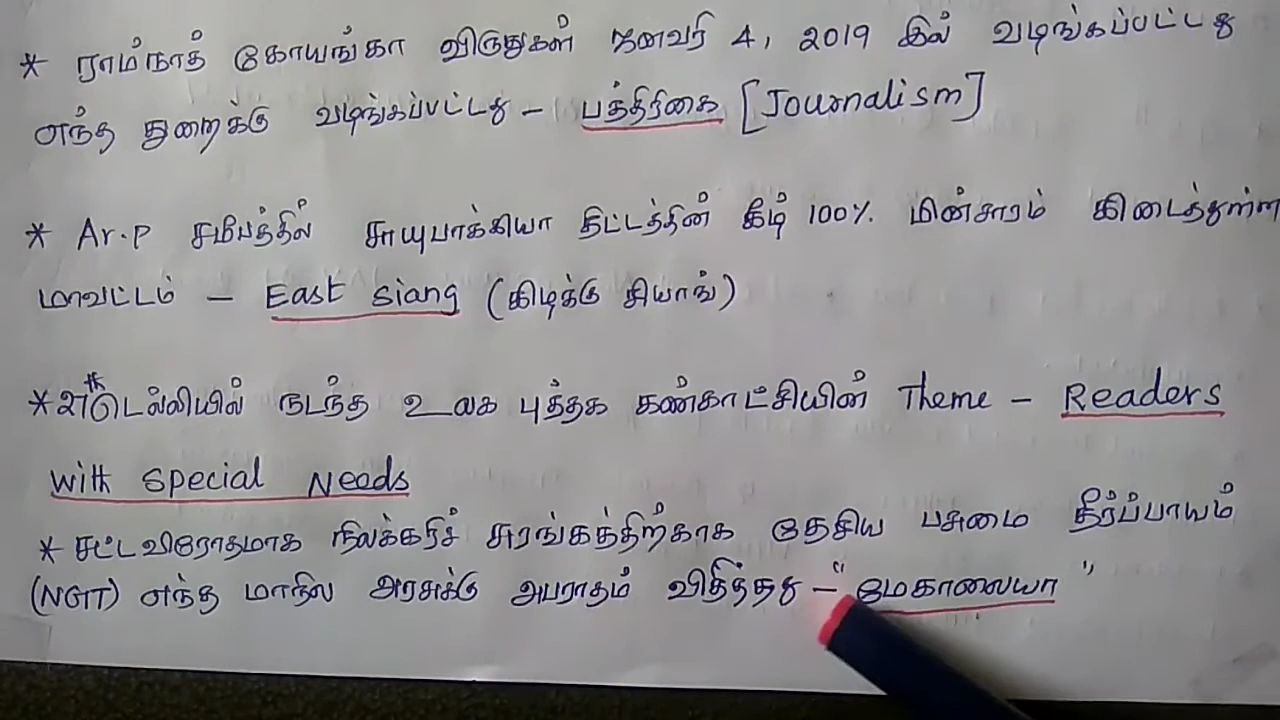 * ராம்நாத் கோயங்கா விருதுகள் ஜனவரி 4, 2019 இல் வழங்கப்பட்டது
எந்த துறைக்கு வழங்கப்பட்டது - பத்திரிகை [Journalism]
* Ar.P சமீபத்தில் சௌபாக்கியா திட்டத்தின் கீழ் 100% மின்சாரம் கிடைத்துள்ள
மாவட்டம் - East Siang (கிழக்கு சியாங்)
* 27th டெல்லியில் நடந்த உலக புத்தக கண்காட்சியின் Theme - Readers
With Special Needs
* சட்டவிரோதமாக நிலக்கரிச் சுரங்கத்திற்காக தேசிய பசுமை தீர்ப்பாயம்
(NGT) எந்த மாநில அரசுக்கு அபராதம் விதித்தது - "மேகாலையா"